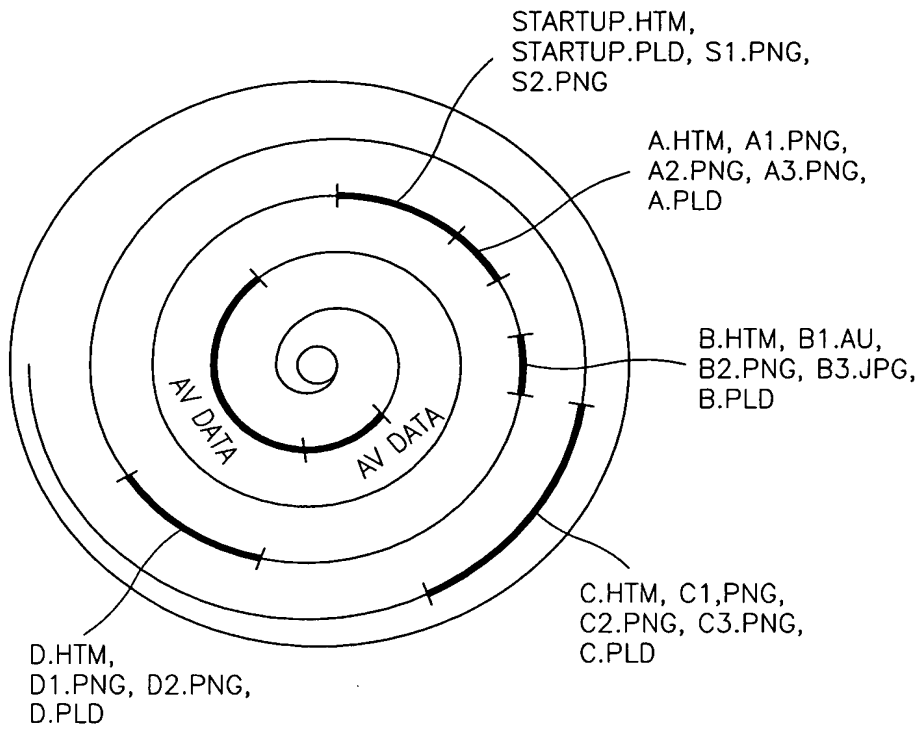 STARTUP.HTM,
STARTUP.PLD, S1.PNG,
S2.PNG
A.HTM, A1.PNG,
A2.PNG, A3.PNG,
A.PLD
B.HTM, B1.AU,
B2.PNG, B3.JPG,
B.PLD
AV DATA
AV DATA
C.HTM, C1,PNG,
C2.PNG, C3.PNG,
C.PLD
D.HTM,
D1.PNG, D2.PNG,
D.PLD